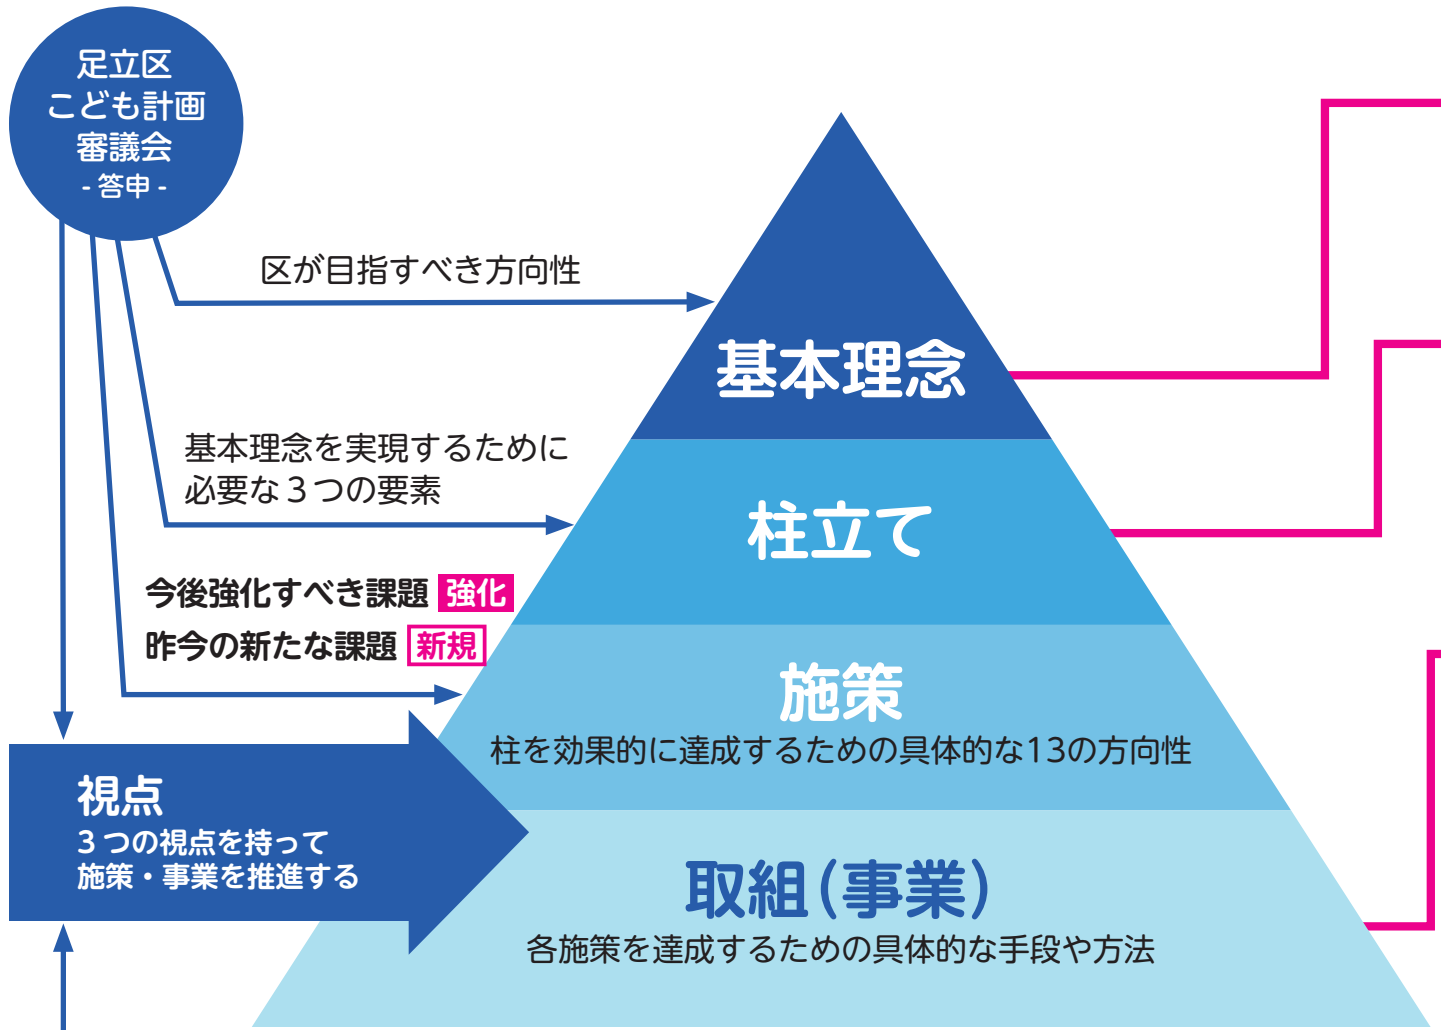 足立区
こども計画
審議会
- 答申 -
区が目指すべき方向性
基本理念
基本理念を実現するために
必要な３つの要素
柱立て
今後強化すべき課題 強化
昨今の新たな課題 新規
施策
柱を効果的に達成するための具体的な13の方向性
視点
３つの視点を持って
施策・事業を推進する
取組（事業）
各施策を達成するための具体的な手段や方法